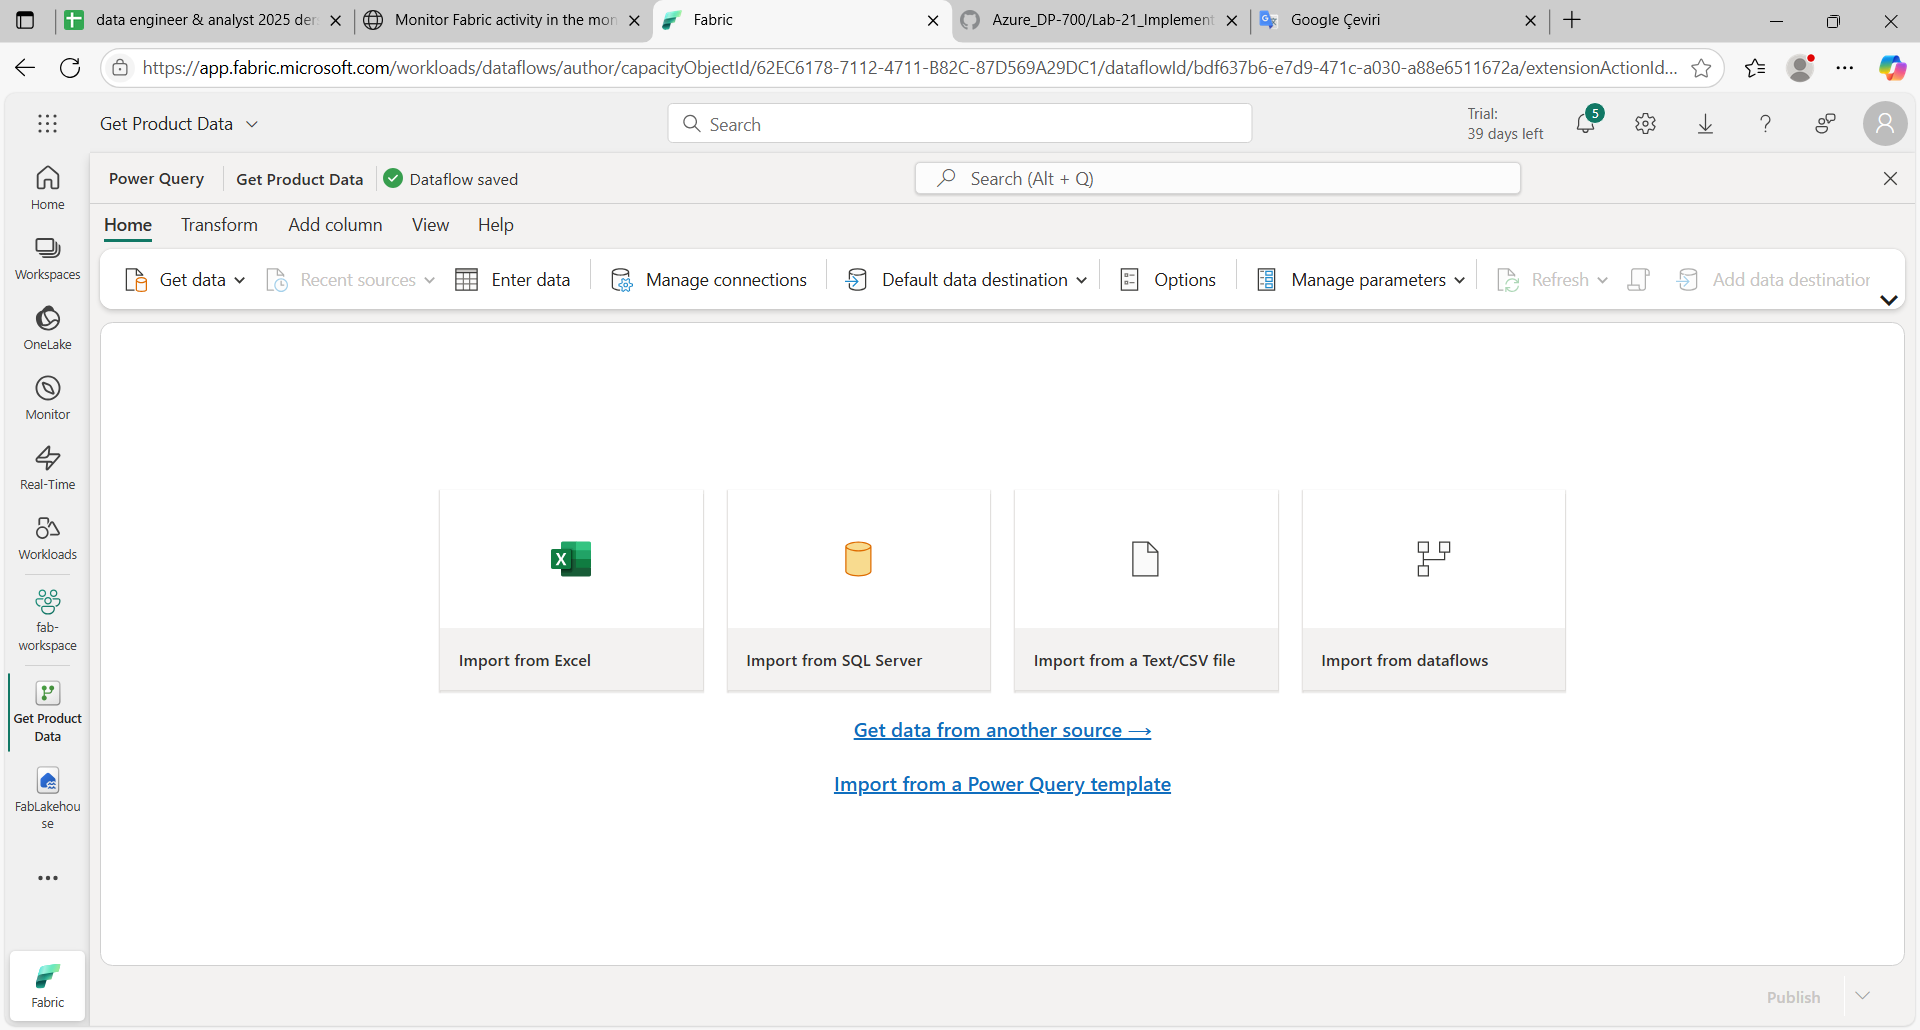 data engineer & analyst 2025 der
Monitor Fabric activity in the mon
Fabric
Azure_DP-700/Lab-21_Implement
Google Çeviri
https://app.fabric.microsoft.com/workloads/dataflows/author/capacityObjectId/62EC6178-7112-4711-B82C-87D569A29DC1/dataflowId/bdf637b6-e7d9-471c-a030-a88e6511672a/extensionActionId...
Get Product Data
Search
Trial:
39 days left
5
Power Query
Get Product Data
Dataflow saved
Search (Alt + Q)
Home
Transform
Add column
View
Help
Get data
Recent sources
Enter data
Manage connections
Default data destination
Options
Manage parameters
Refresh
Add data destination
Home
Workspaces
OneLake
Monitor
Real-Time
Workloads
fab-
workspace
Get Product
Data
FabLakehou
se
Fabric
Import from Excel
Import from SQL Server
Import from a Text/CSV file
Import from dataflows
Get data from another source →
Import from a Power Query template
Publish